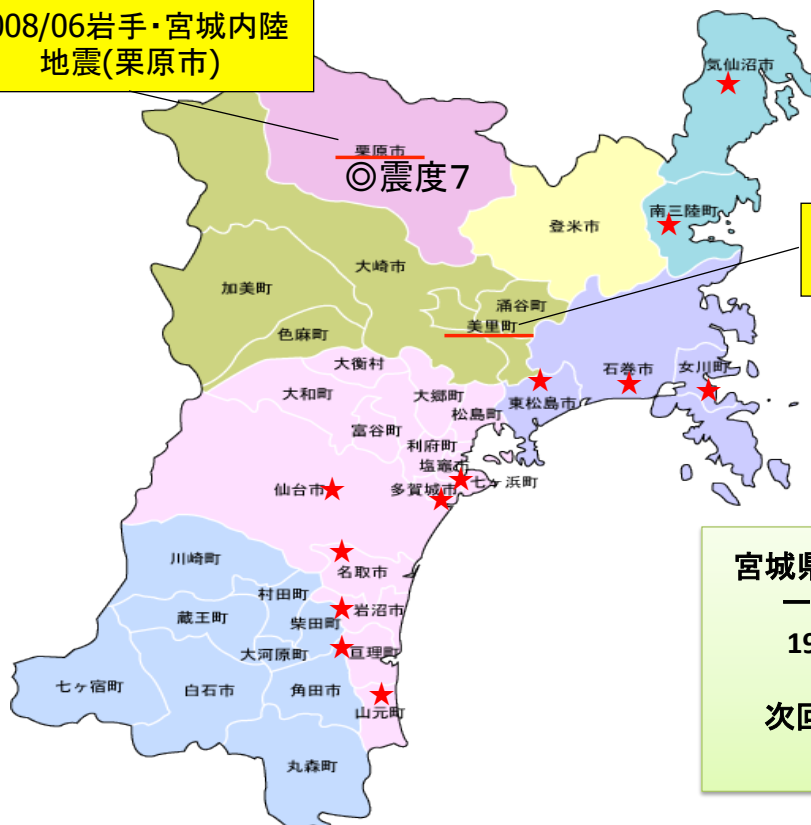 008/06岩手・宮城内陸
地震(栗原市)
気仙沼市
栗原市
◎震度7
南三陸町
登米市
大崎市
加美町
涌谷町
美里町
色麻町
大衡村
石巻市
女川町
大和町
大郷町
東松島市
松島町
富谷町
利府町
塩竈市
仙台市
多賀城市
七ヶ浜町
川崎町
名取市
村田町
岩沼市
蔵王町
柴田町
大河原町
亘理町
七ヶ宿町
白石市
角田市
山元町
丸森町
宮城県
一
19
次回